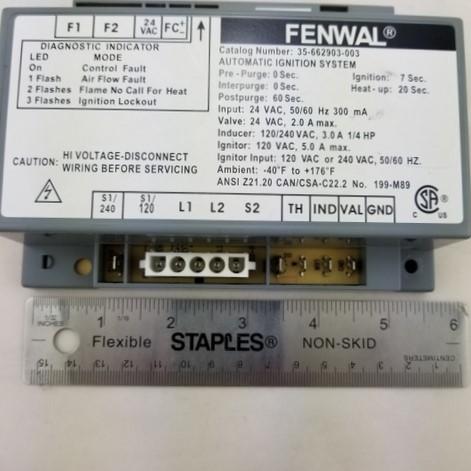 F1 F2 24 VAC FC+-
FENWAL®
DIAGNOSTIC INDICATOR
LED MODE
On Control Fault
1 Flash Air Flow Fault
2 Flashes Flame No Call For Heat
3 Flashes Ignition Lockout
Catalog Number: 35-662903-003
AUTOMATIC IGNITION SYSTEM
Pre - Purge: 0 Sec. Ignition: 7 Sec.
Interpurge: 0 Sec. Heat - up: 20 Sec.
Postpurge: 60 Sec.
Input: 24 VAC, 50/60 Hz 300 mA
Valve: 24 VAC, 2.0 A max.
Inducer: 120/240 VAC, 3.0 A 1/4 HP
Ignitor: 120 VAC, 5.0 A max.
Ignitor Input: 120 VAC or 240 VAC, 50/60 HZ.
Ambient: -40°F to +176°F
ANSI Z21.20 CAN/CSA-C22.2 No. 199-M89
CAUTION: HI VOLTAGE-DISCONNECT
WIRING BEFORE SERVICING
S1/240 S1/120 L1 L2 S2 TH IND VAL GND
C SA® US
1/32 INCHES 1 1/16 2 3 4 5 6
Flexible STAPLES® NON-SKID
15 14 13 12 11 10 9 8 7 6 5 4 3 2 1 CENTIMETERS